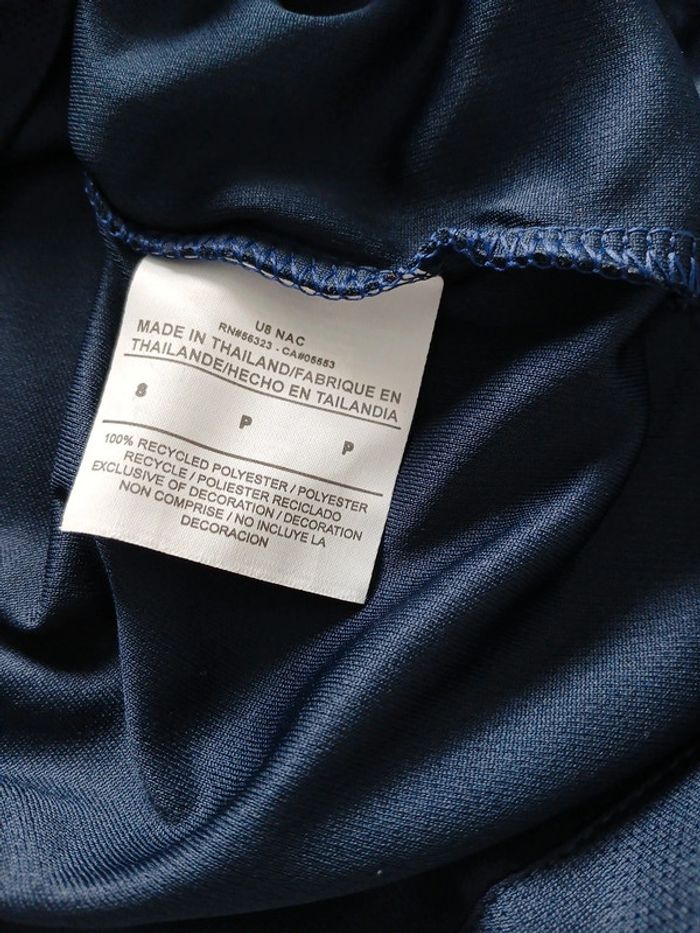 US NAC
RN#56323 . CA#05553
MADE IN THAILAND/FABRIQUE EN
THAILANDE/HECHO EN TAILANDIA
S P P
100% RECYCLED POLYESTER / POLYESTER
RECYCLE / POLIESTER RECICLADO
EXCLUSIVE OF DECORATION / DECORATION
NON COMPRISE / NO INCLUYE LA
DECORACION